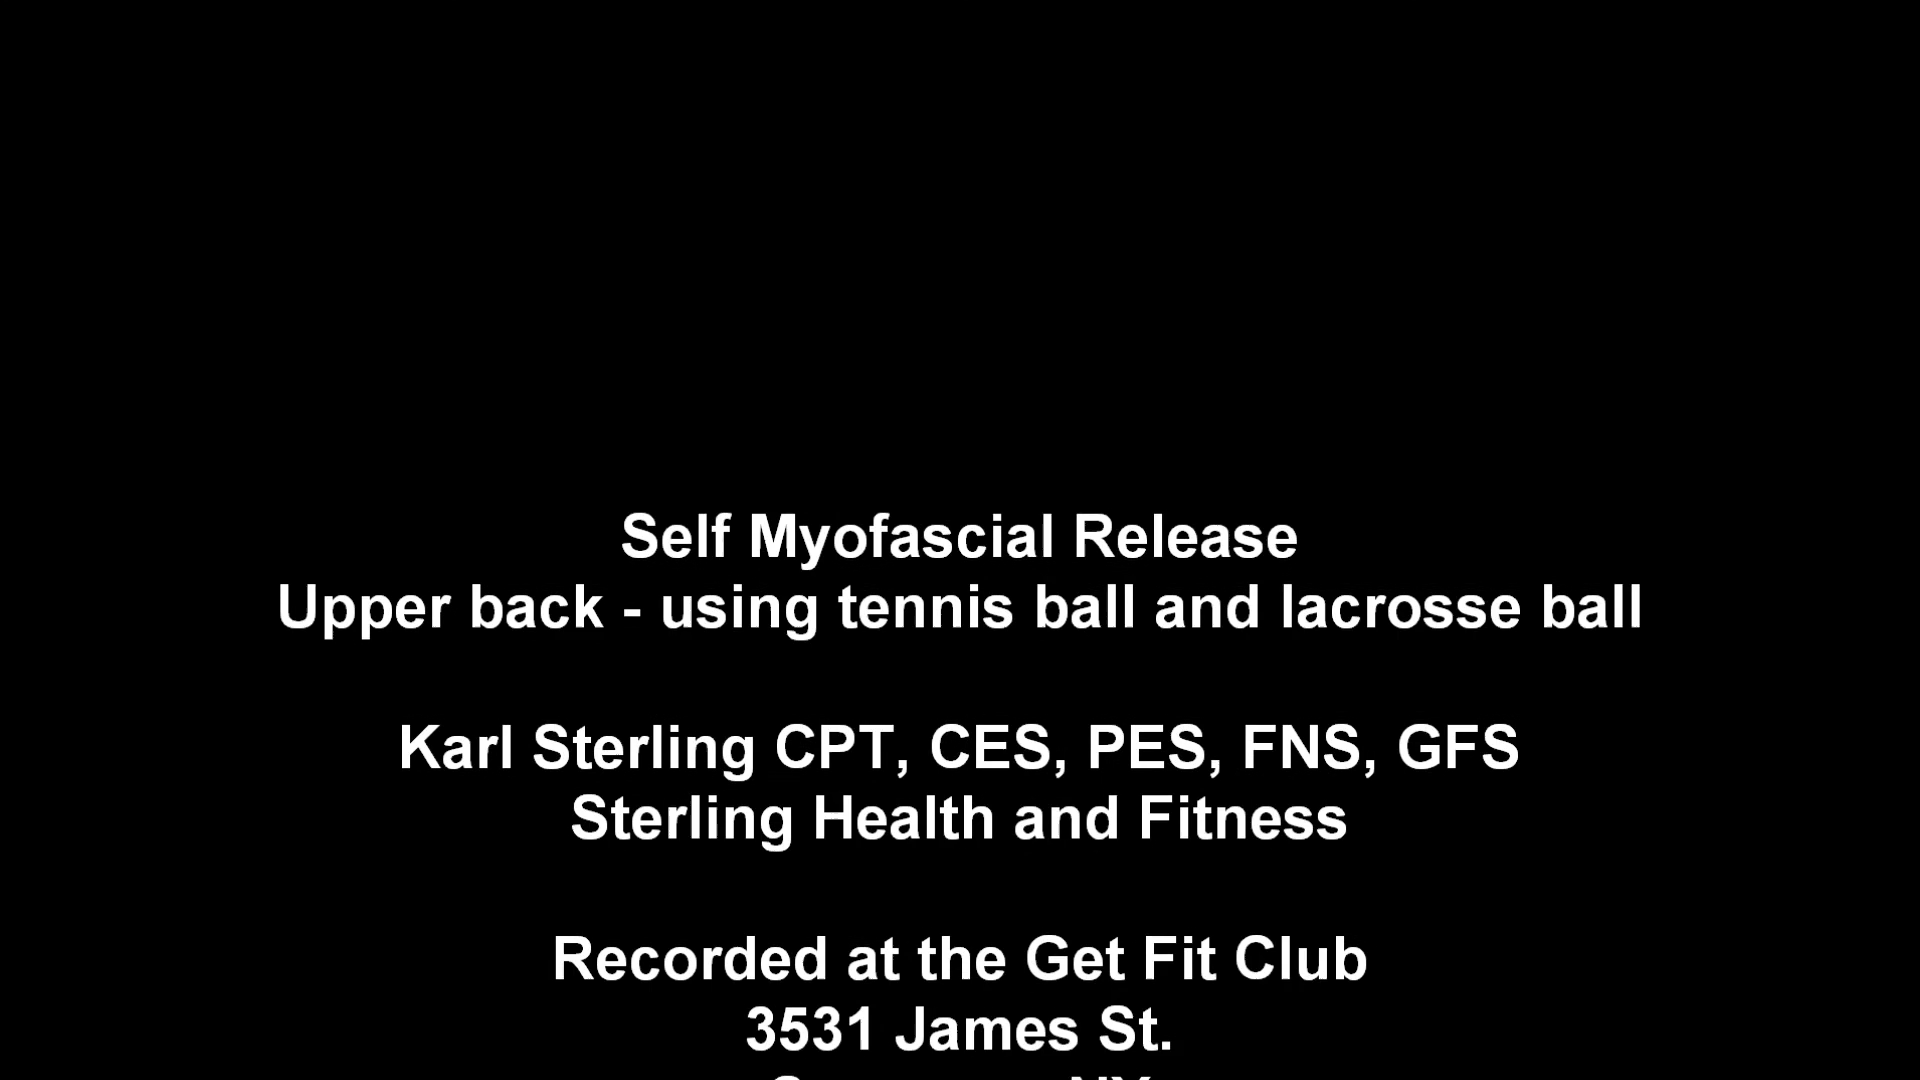 Self Myofascial Release
Upper back - using tennis ball and lacrosse ball
Karl Sterling CPT, CES, PES, FNS, GFS
Sterling Health and Fitness
Recorded at the Get Fit Club
3531 James St.